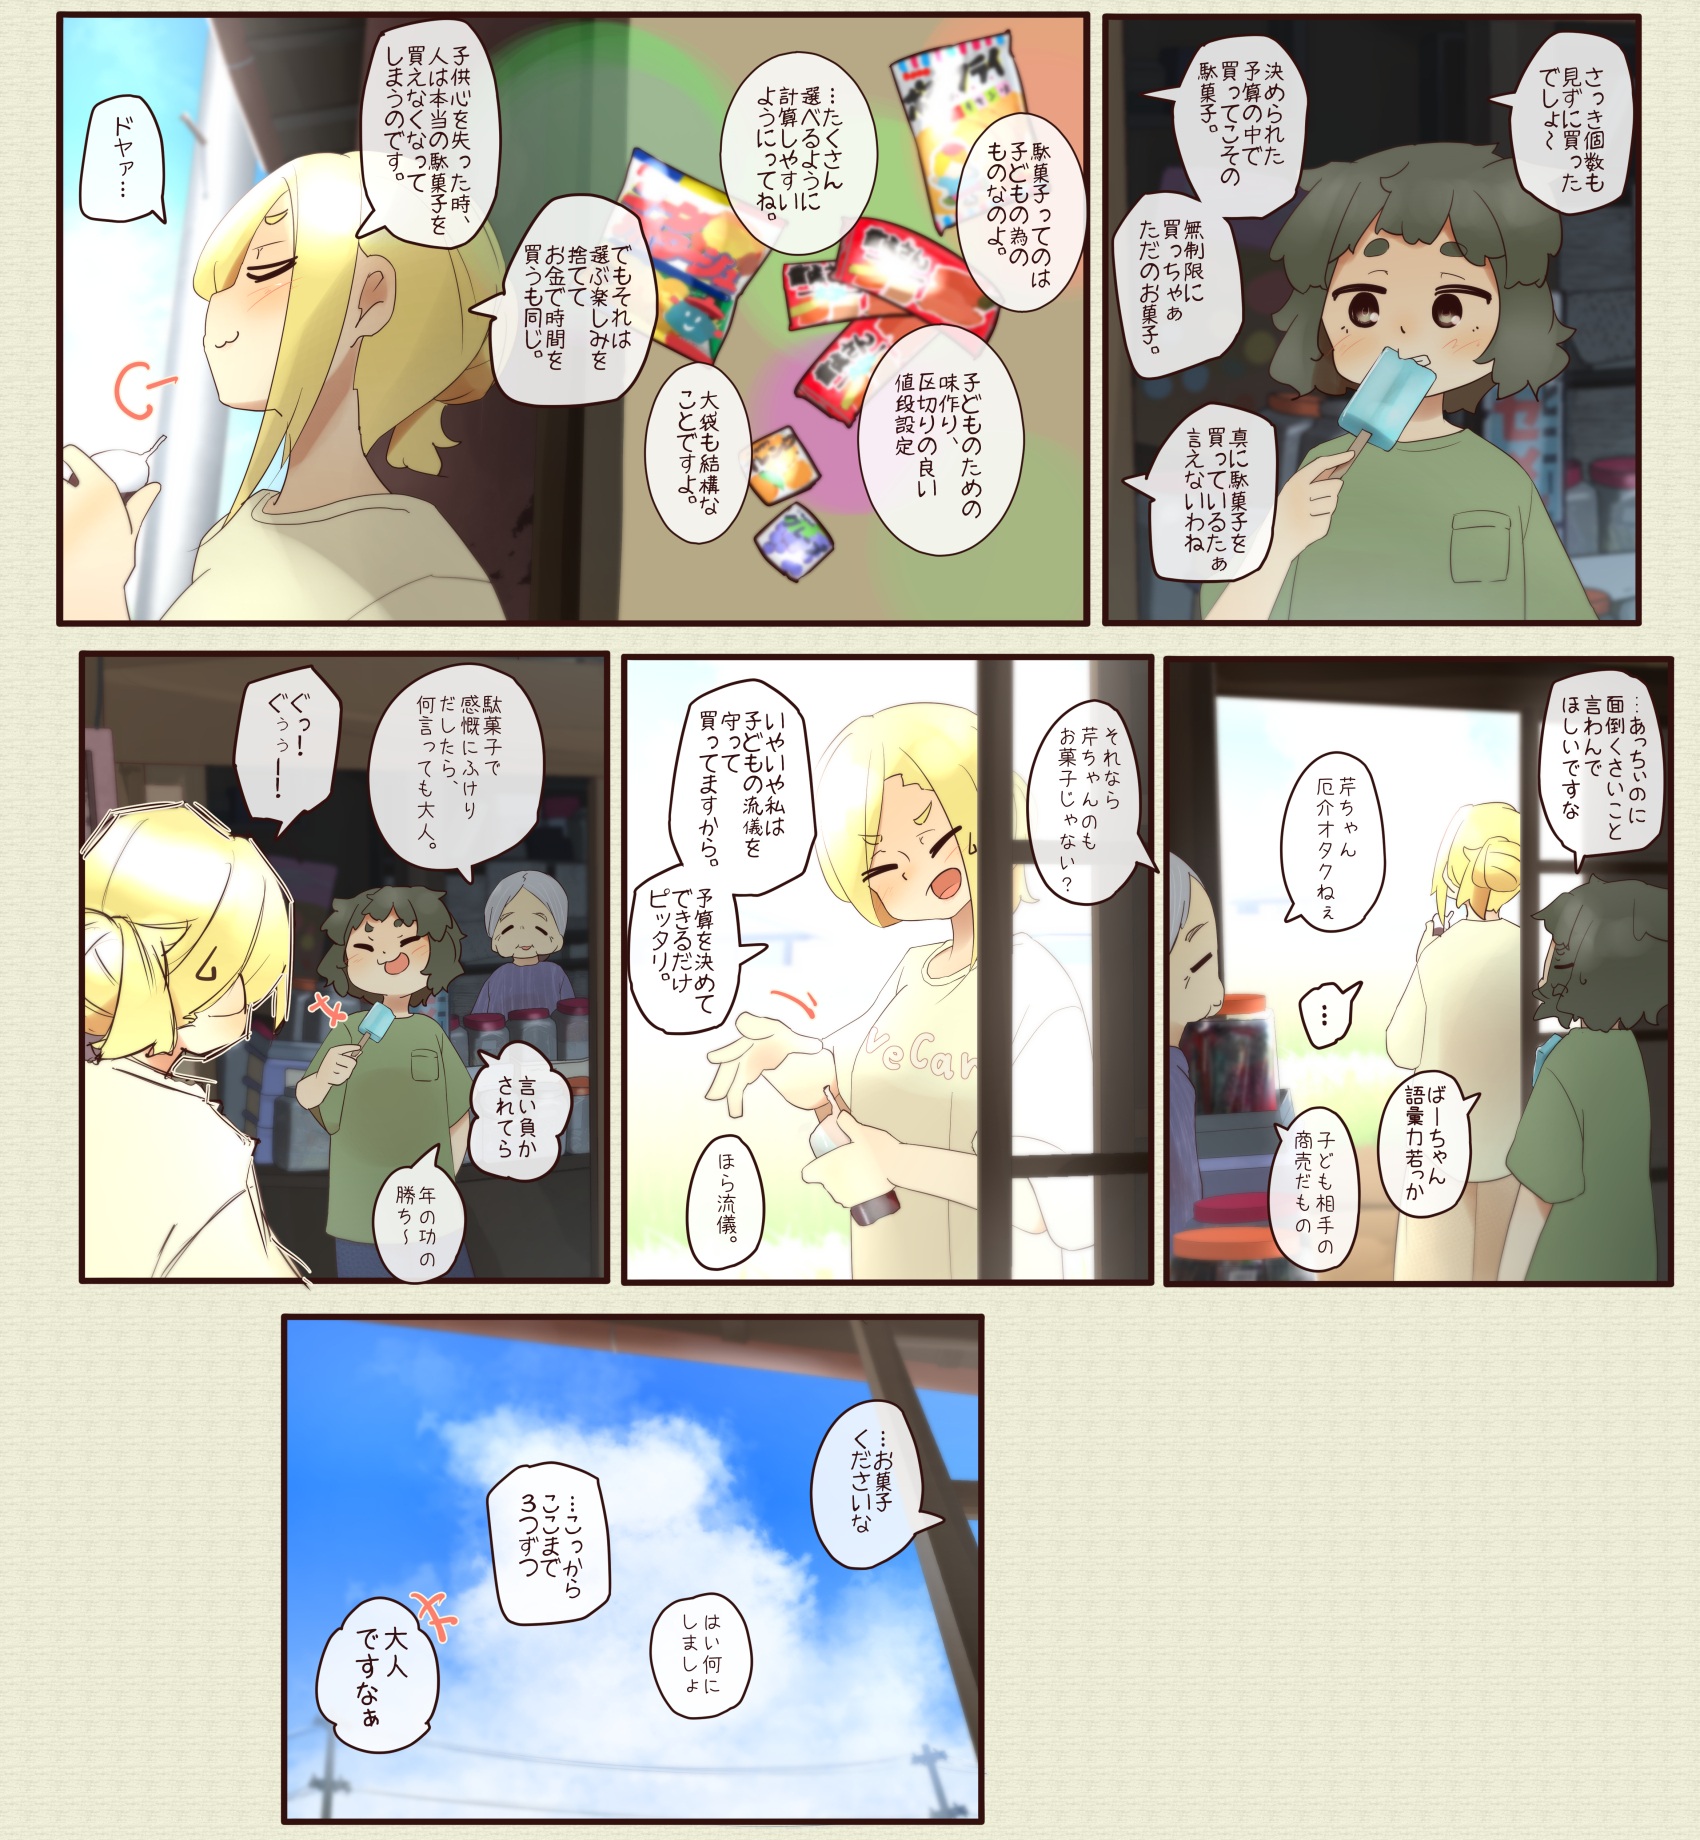 さっき個数も
見ずに買った
でしょ〜
決められた
予算の中で
買ってこその
駄菓子。
無制限に
買っちゃぁ
ただのお菓子。
真に駄菓子を
買っているたぁ
言えないわね
駄菓子ってのは
子どもの為の
ものなのよ。
子どものための
味作り、
区切りの良い
値段設定
…たくさん
選べるように
計算しやすい
ようにってね。
大袋も結構な
ことですよ。
でもそれは
選ぶ楽しみを
捨てて
お金で時間を
買うも同じ。
子供心を失った時、
人は本当の駄菓子を
買えなくなって
しまうのです。
ドヤァ…
…あっちぃのに
面倒くさいこと
言わんで
ほしいですな
芹ちゃん
厄介オタクねぇ
…
ばーちゃん
語彙力若っか
子ども相手の
商売だもの
それなら
芹ちゃんのも
お菓子じゃない?
いやいや私は
子どもの流儀を
守って
買ってますから。
予算を決めて
できるだけ
ピッタリ。
ほら流儀。
駄菓子で
感慨にふけり
だしたら、
何言っても大人。
ぐっ!
ぐぅぅーー!
言い負か
されてら
年の功の
勝ち〜
…お菓子
くださいな
はい何に
しましょ
…こっから
ここまで
3つずつ
大人
ですなぁ